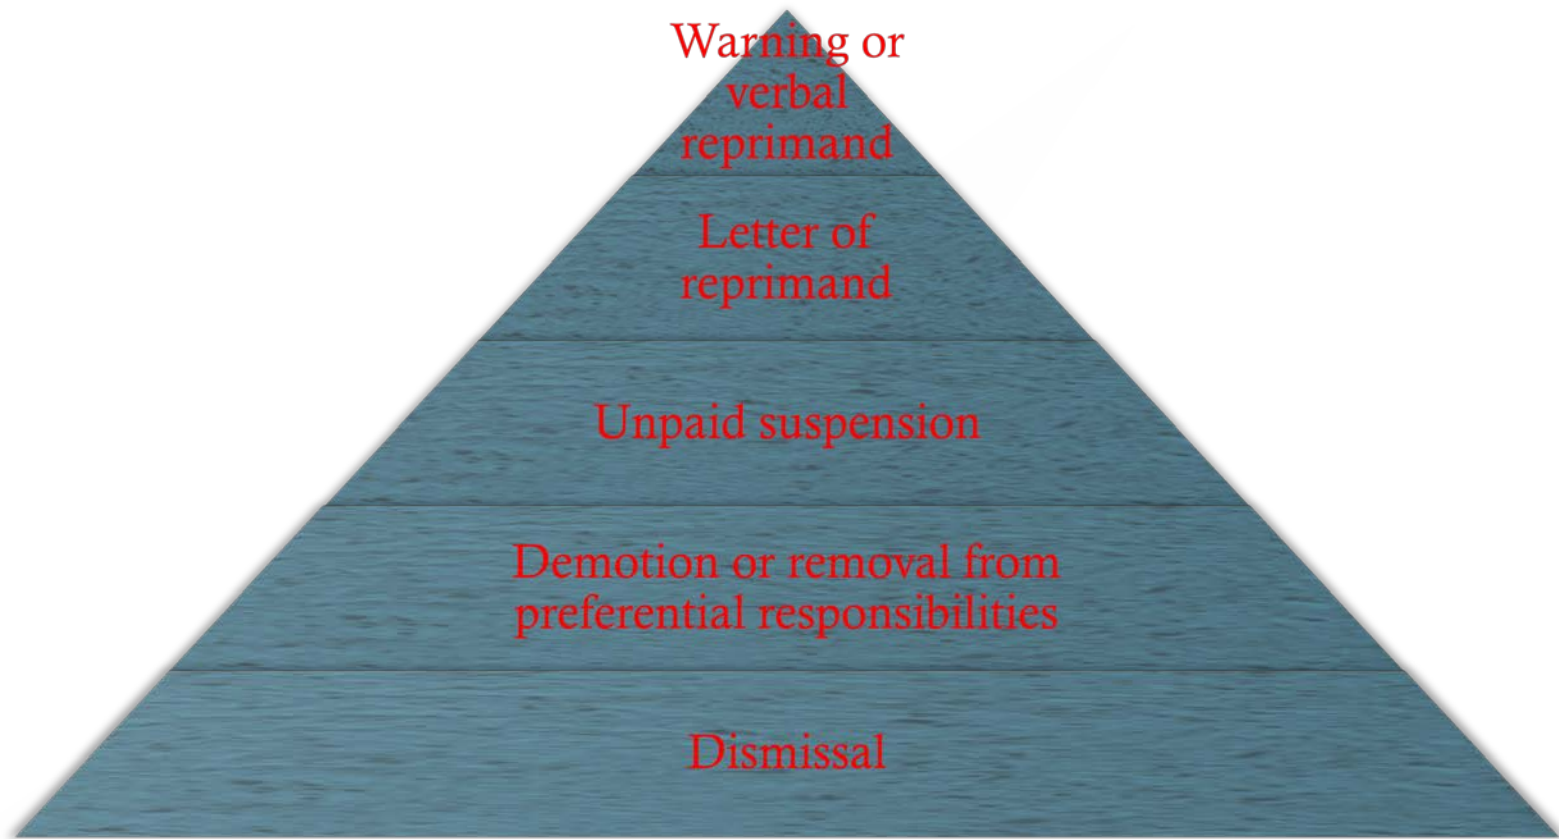 Warning or
verbal
reprimand
Letter of
reprimand
Unpaid suspension
Demotion or removal from
preferential responsibilities
Dismissal